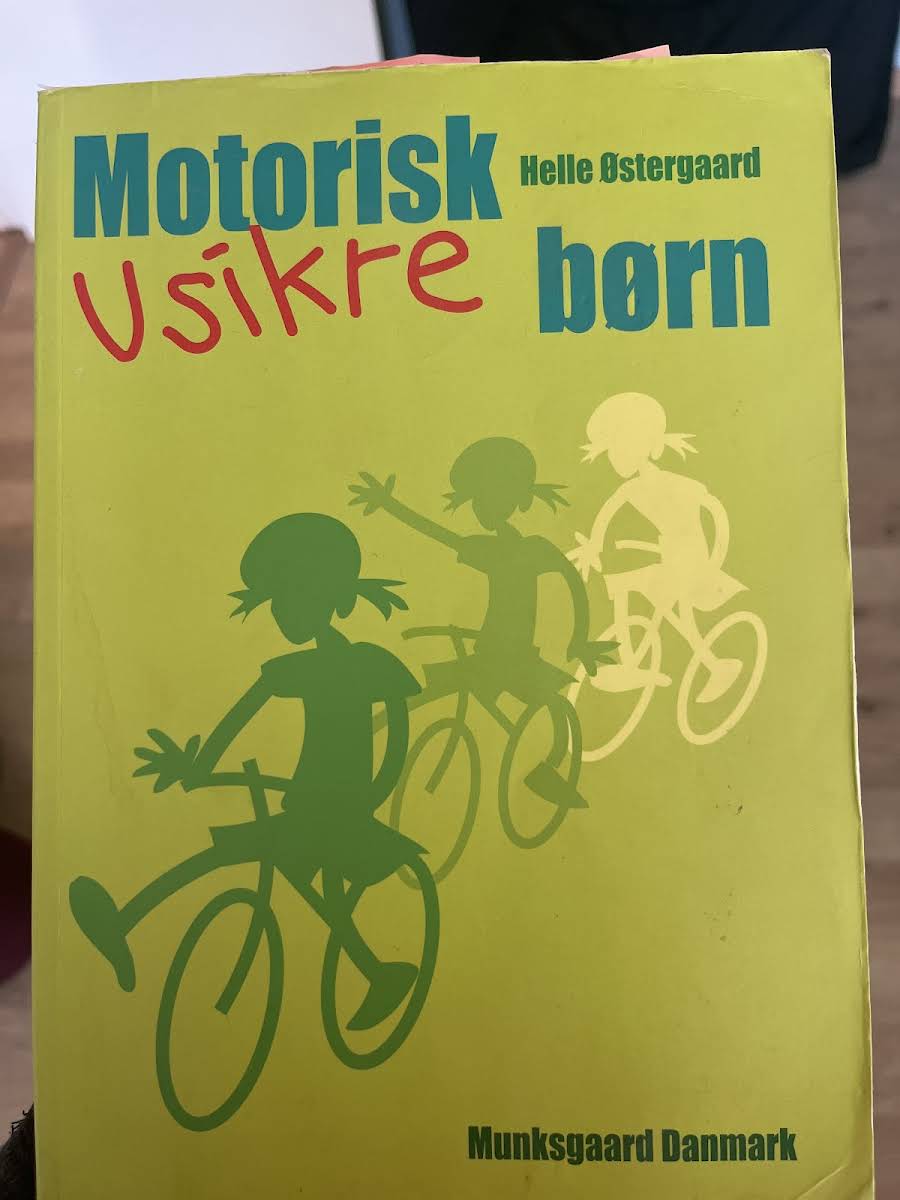 Motorisk
Usikre børn
Helle Østergaard
Munksgaard Danmark